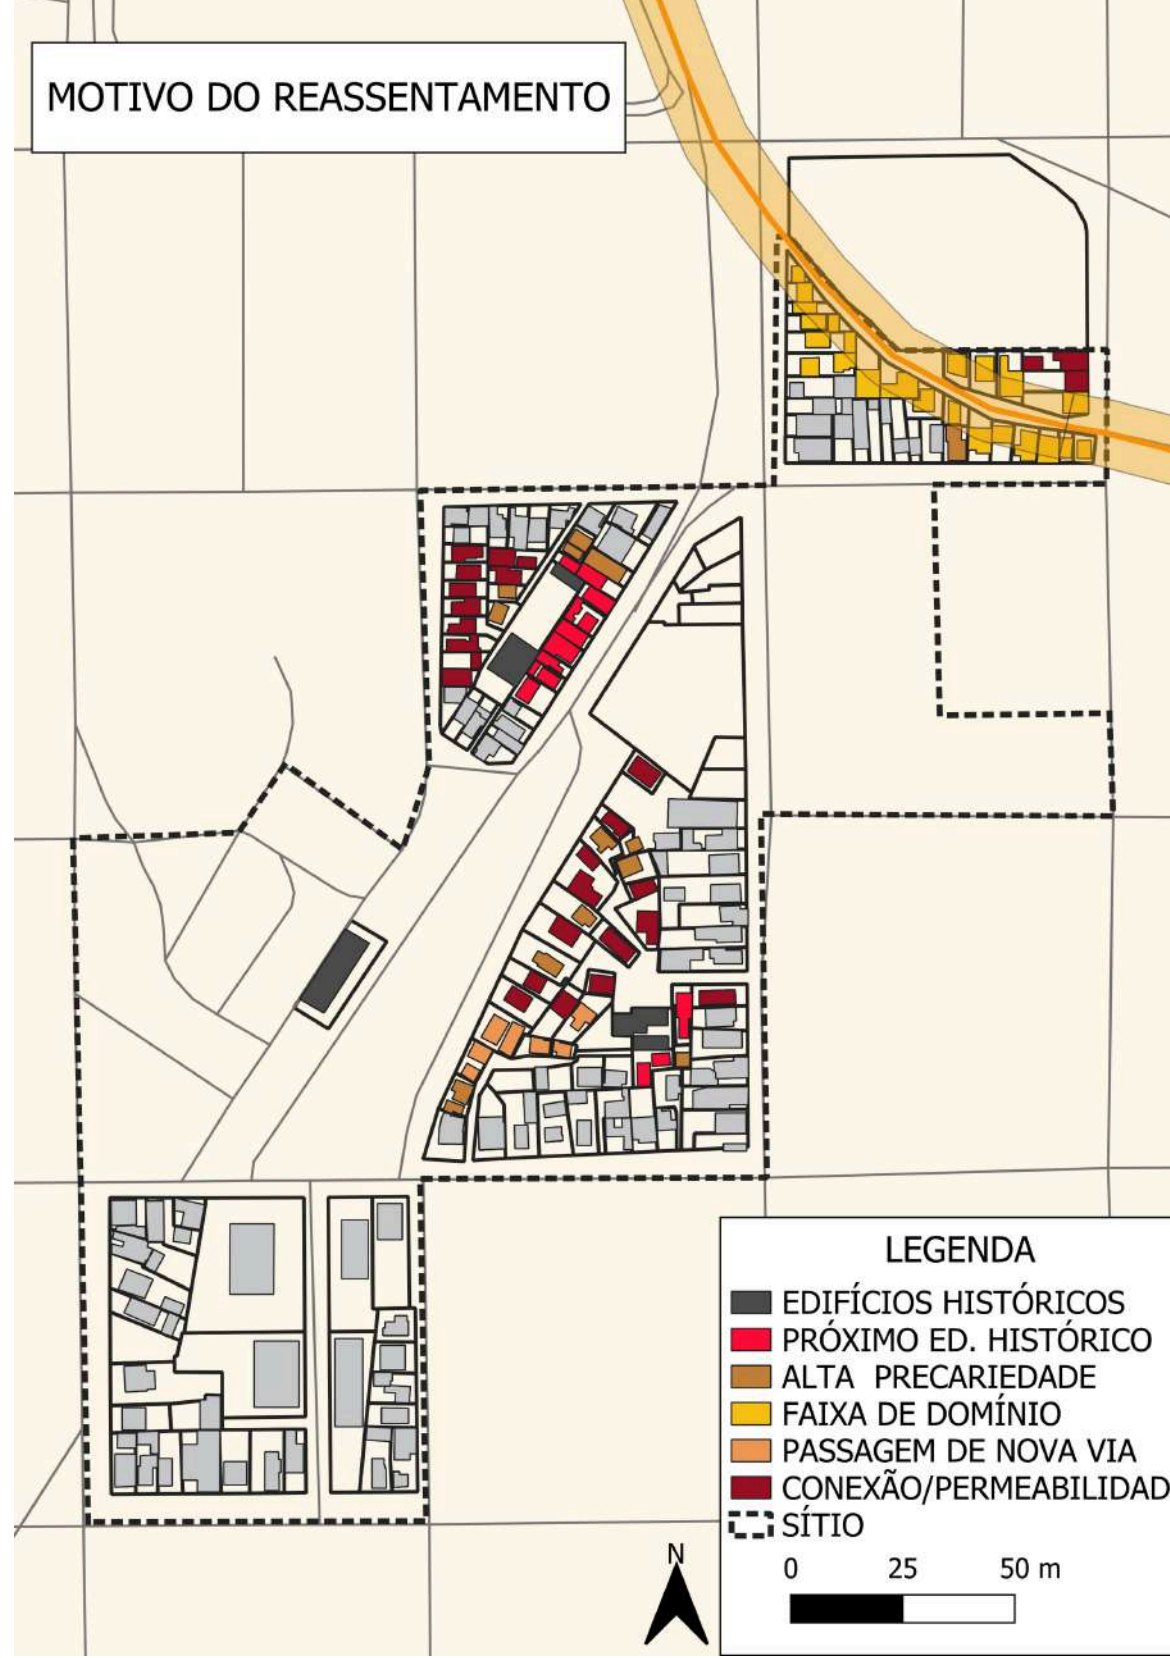 MOTIVO DO REASSENTAMENTO
LEGENDA
EDIFÍCIOS HISTÓRICOS
PRÓXIMO ED. HISTÓRICO
ALTA PRECARIEDADE
FAIXA DE DOMÍNIO
PASSAGEM DE NOVA VIA
CONEXÃO/PERMEABILIDAD
SÍTIO
N
0 25 50 m